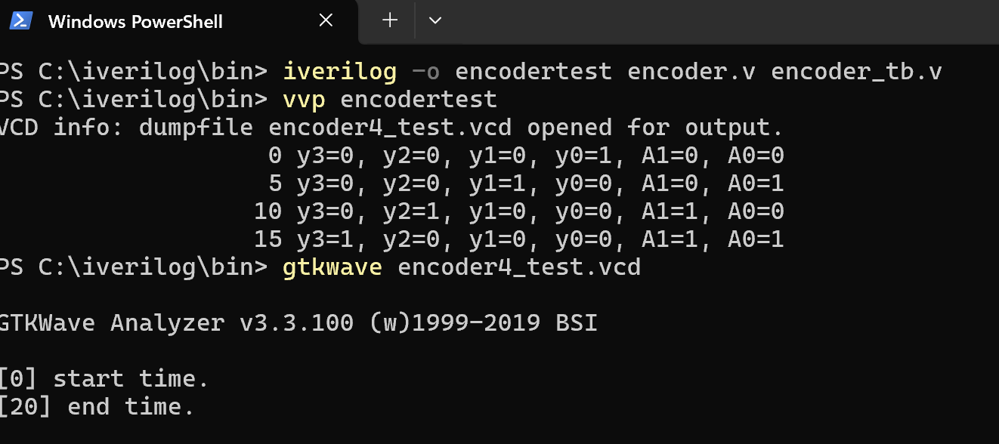 Windows PowerShell
PS C:\iverilog\bin> iverilog -o encodertest encoder.v encoder_tb.v
PS C:\iverilog\bin> vvp encodertest
VCD info: dumpfile encoder4_test.vcd opened for output.
0 y3=0, y2=0, y1=0, y0=1, A1=0, A0=0
5 y3=0, y2=0, y1=1, y0=0, A1=0, A0=1
10 y3=0, y2=1, y1=0, y0=0, A1=1, A0=0
15 y3=1, y2=0, y1=0, y0=0, A1=1, A0=1
PS C:\iverilog\bin> gtkwave encoder4_test.vcd
GTKWave Analyzer v3.3.100 (w)1999-2019 BSI
[0] start time.
[20] end time.